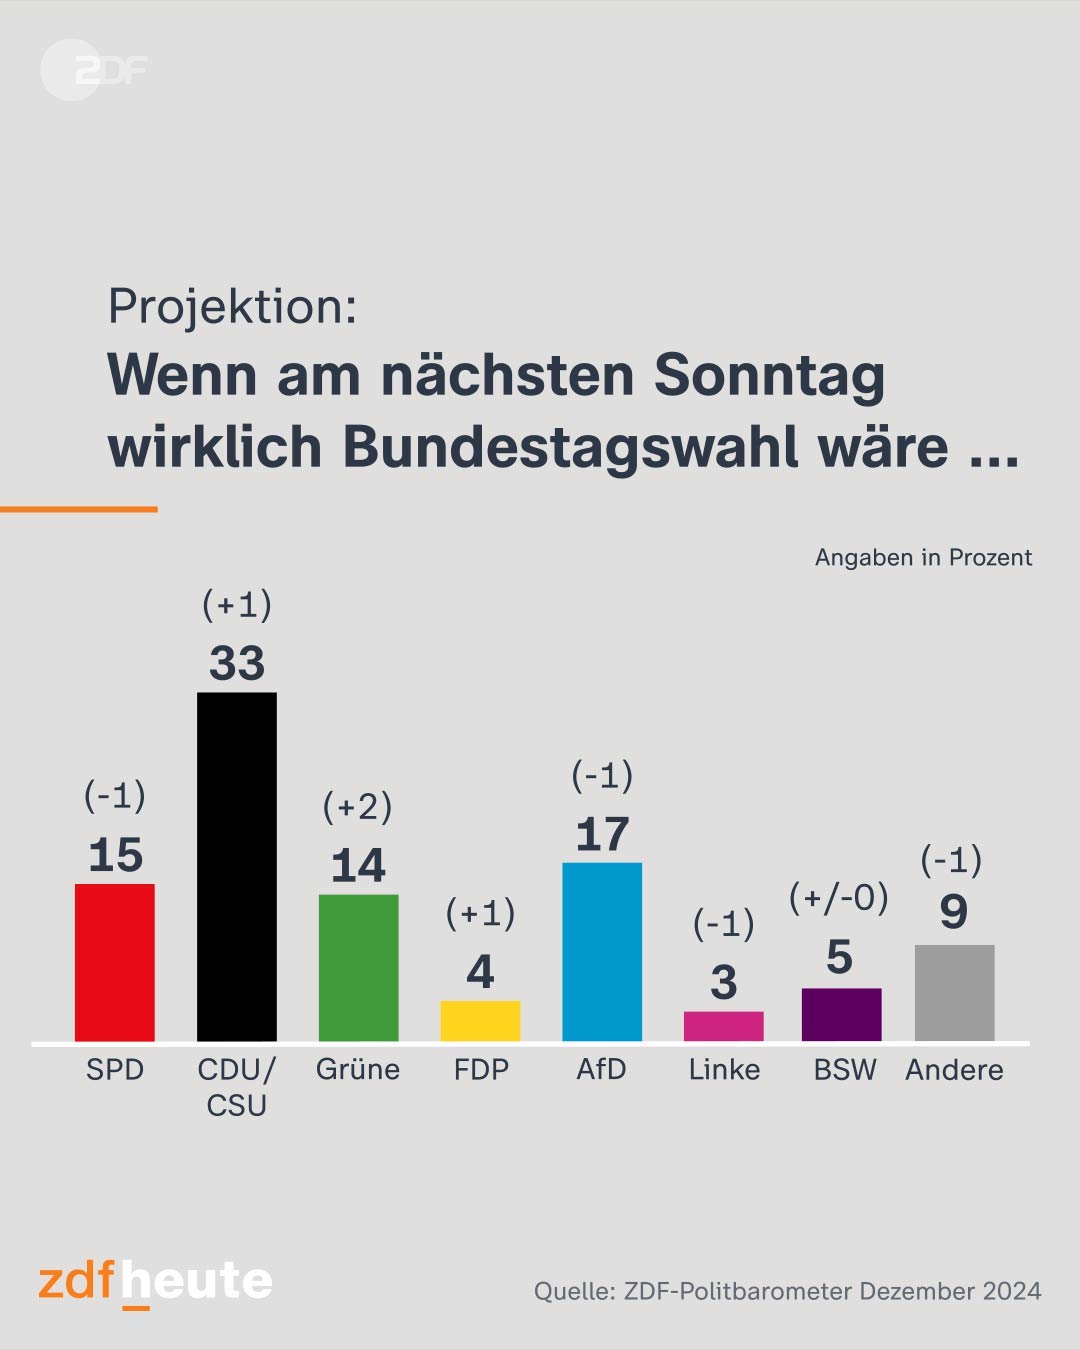 ZDF
Projektion:
Wenn am nächsten Sonntag
wirklich Bundestagswahl wäre ...
Angaben in Prozent
(-1)
15
SPD
(+1)
33
CDU/
CSU
(+2)
14
Grüne
(+1)
4
FDP
(-1)
17
AfD
(-1)
3
Linke
(+/-0)
5
BSW
(-1)
9
Andere
zdfheute
Quelle: ZDF-Politbarometer Dezember 2024